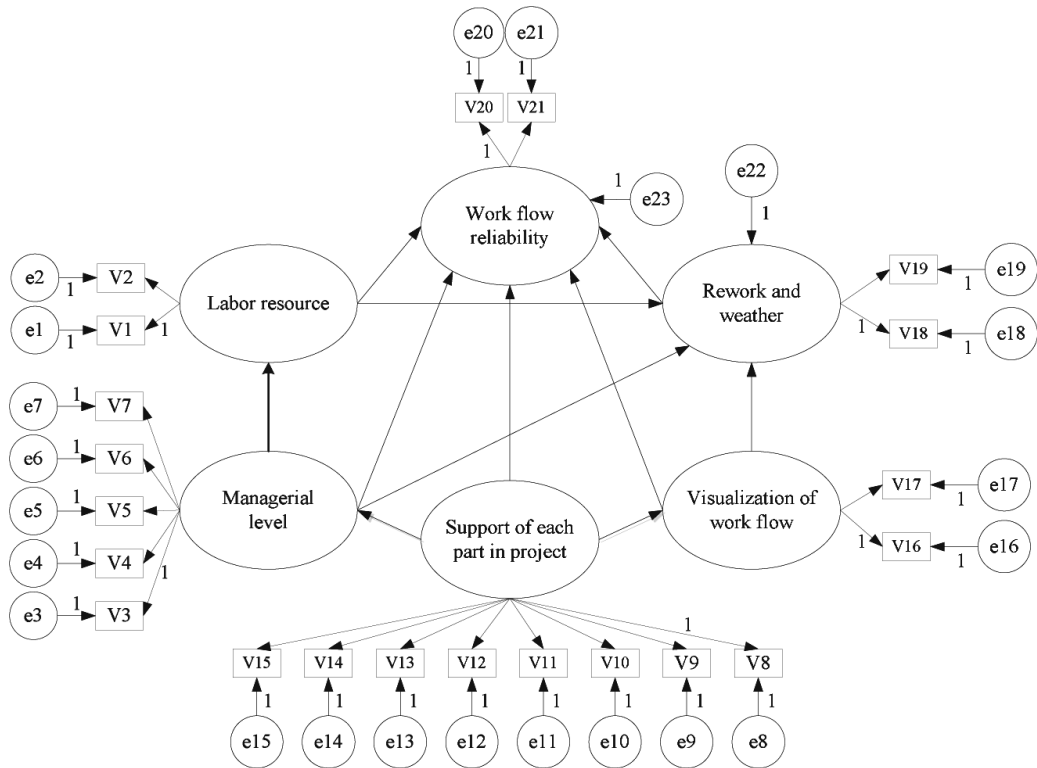 e20
e21
1
1
V20
V21
1
e22
1
e23
1
Work flow
reliability
e2
1
V2
e1
1
V1
1
Labor resource
Rework and
weather
V19
1
e19
1
V18
1
e18
e7
1
V7
e6
1
V6
e5
1
V5
e4
1
V4
1
e3
1
V3
Managerial
level
Support of each
part in project
Visualization of
work flow
V17
1
e17
1
V16
1
e16
1
V15
V14
V13
V12
V11
V10
V9
V8
1
1
1
1
1
1
1
1
e15
e14
e13
e12
e11
e10
e9
e8